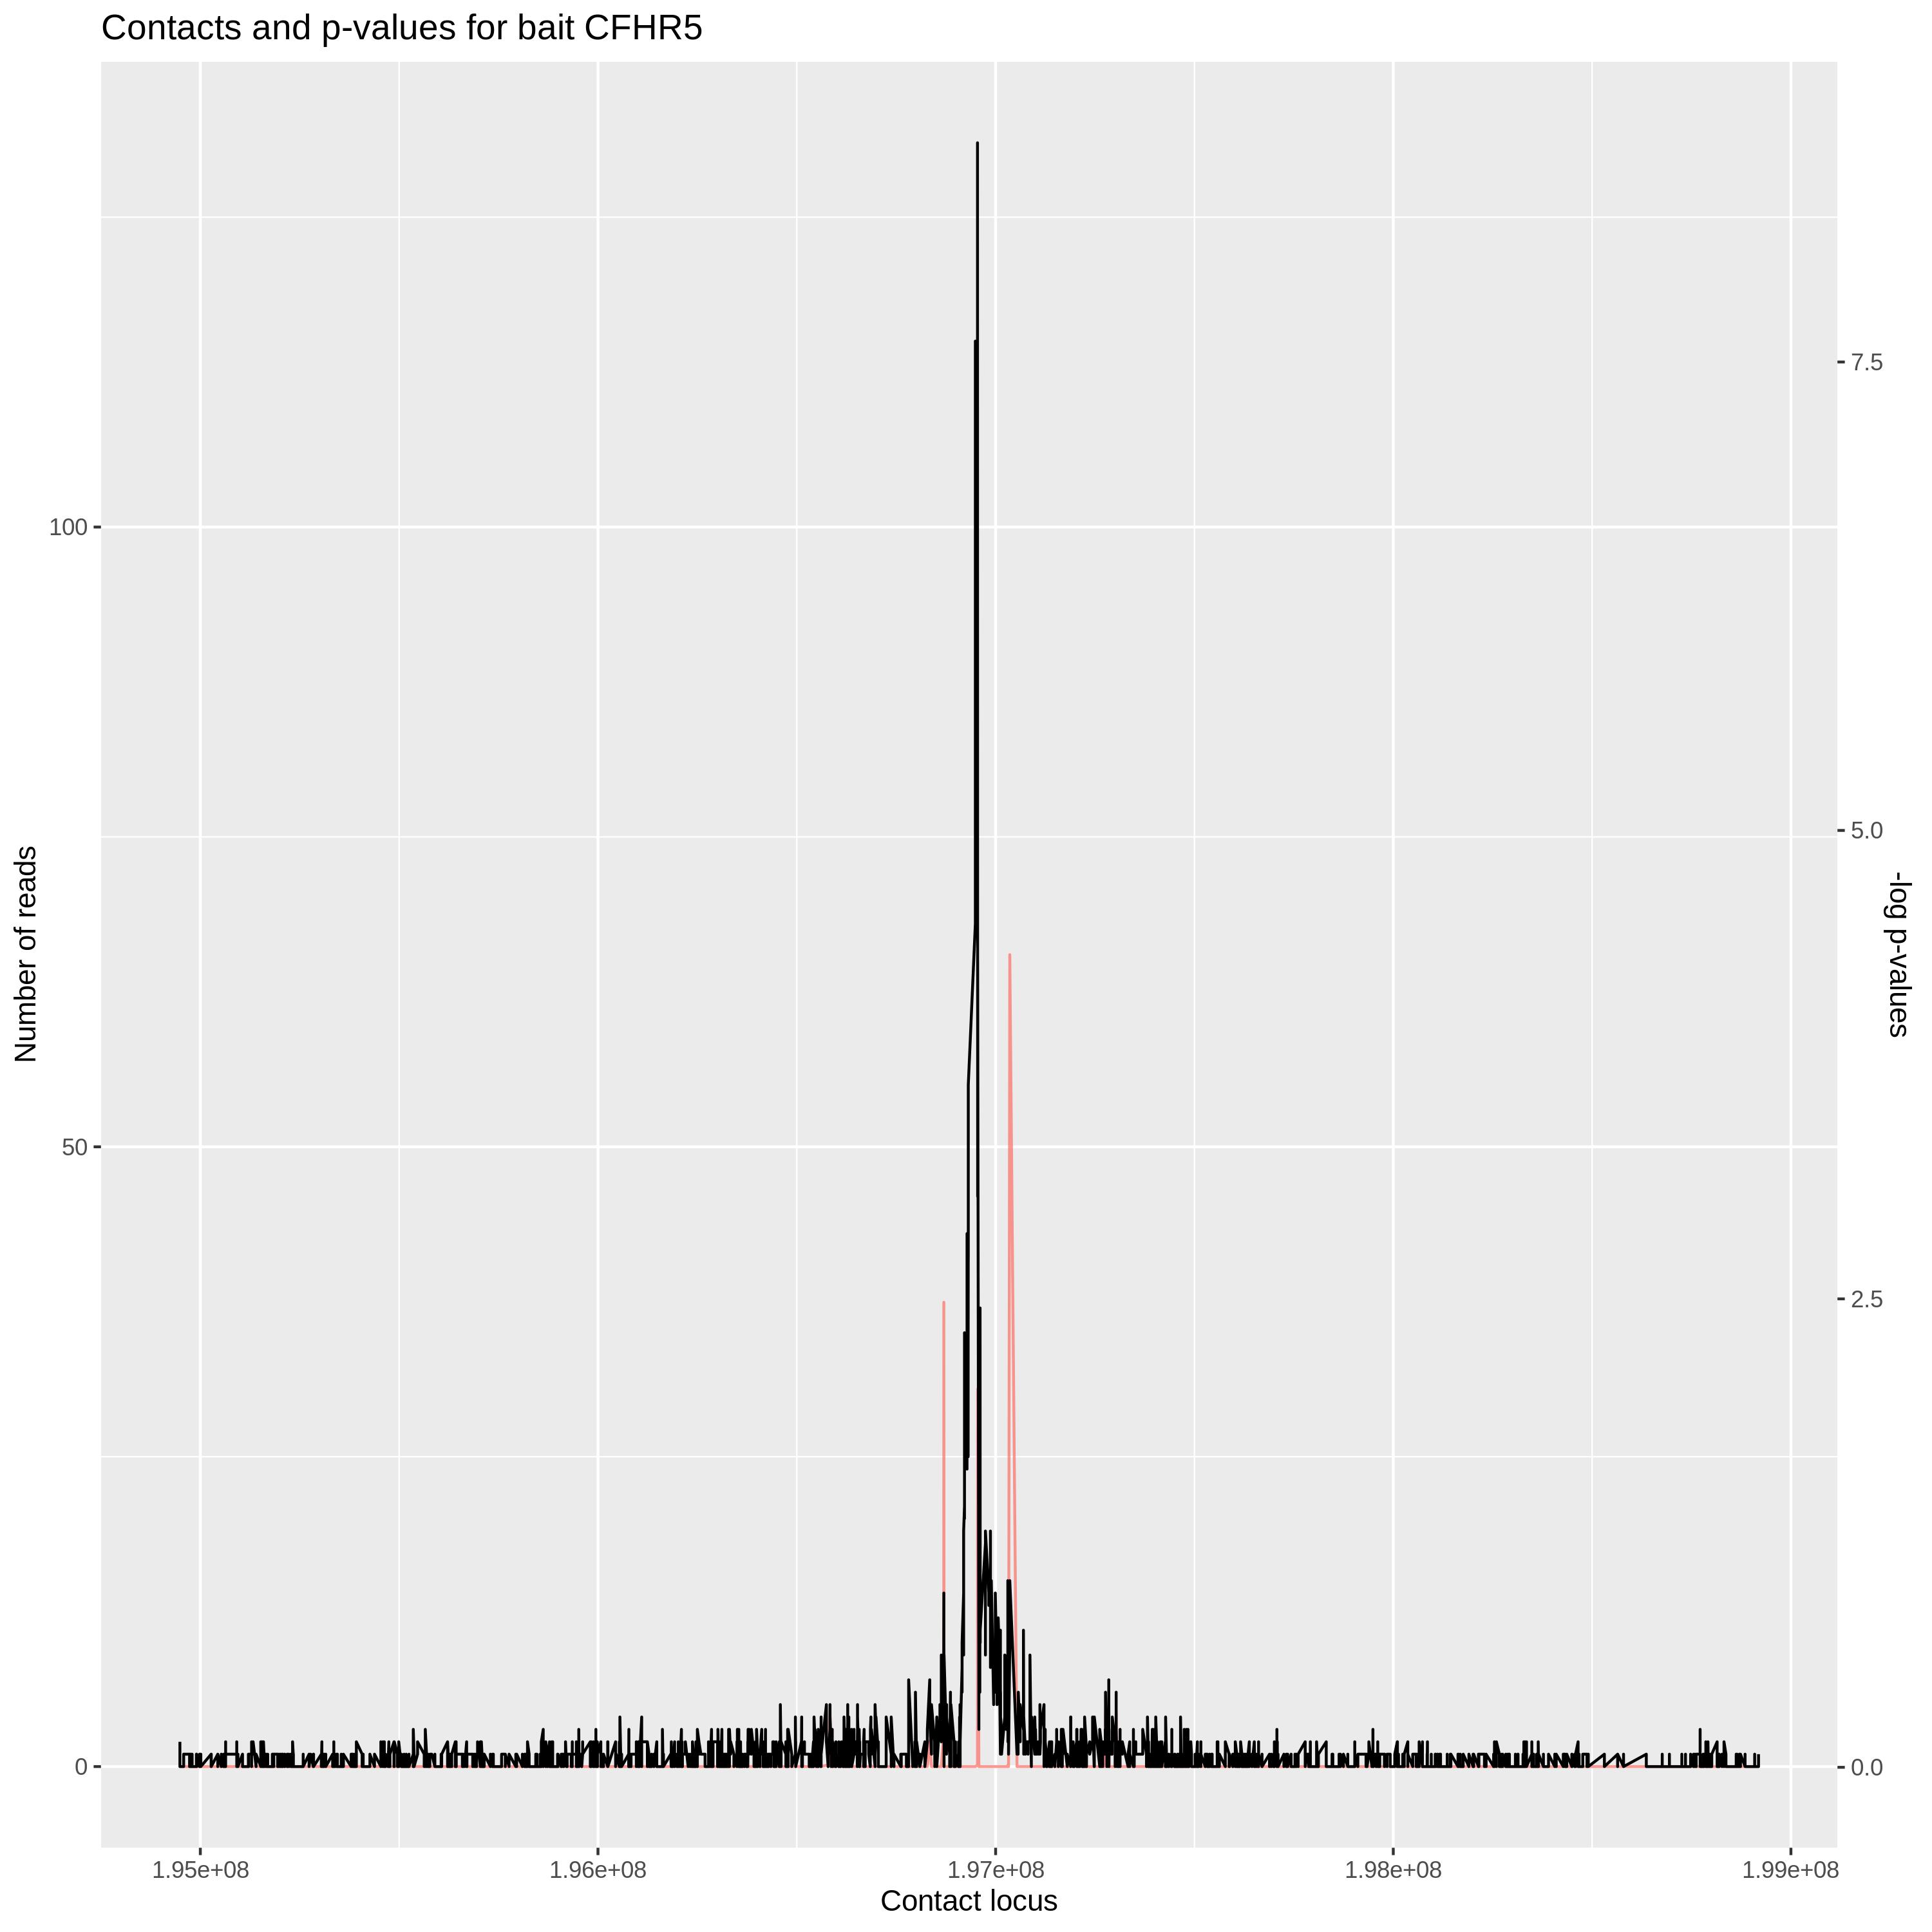 Contacts and p-values for bait CFHR5
Number of reads
100
50
0
7.5
5.0
2.5
0.0
-log p-values
1.95e+08
1.96e+08
1.97e+08
1.98e+08
1.99e+08
Contact locus